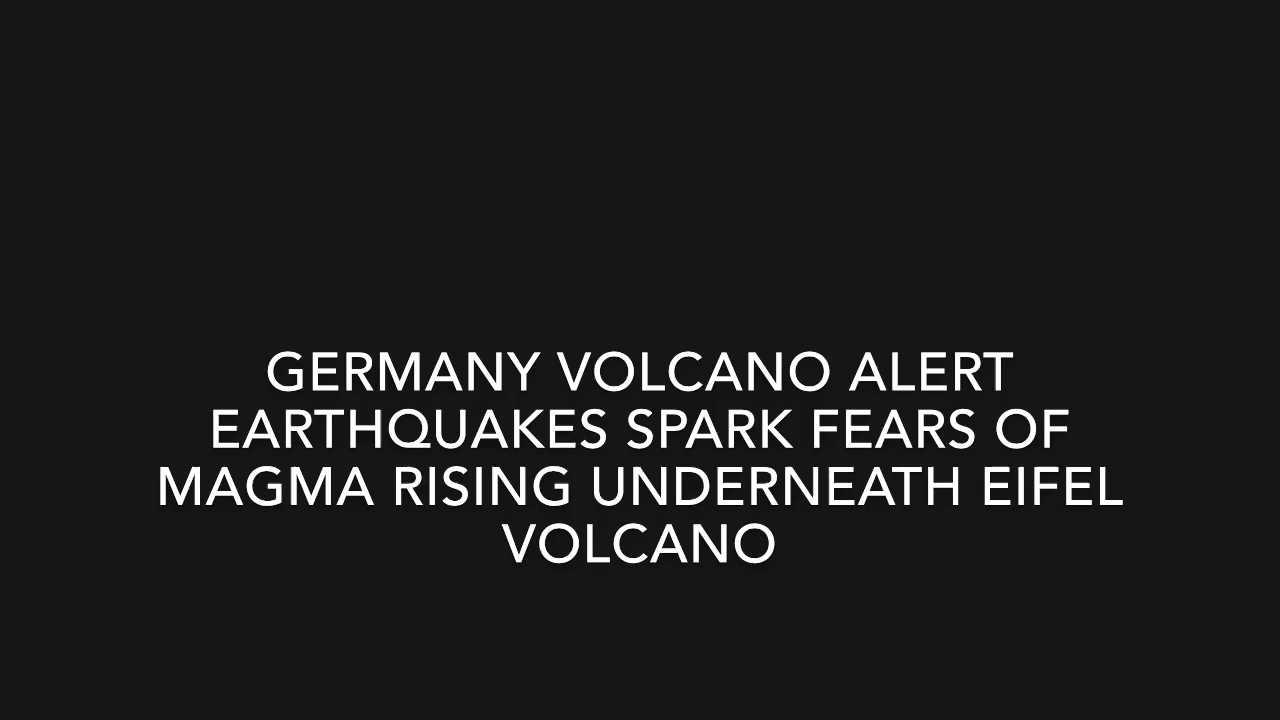 GERMANY VOLCANO ALERT
EARTHQUAKES SPARK FEARS OF
MAGMA RISING UNDERNEATH EIFEL
VOLCANO